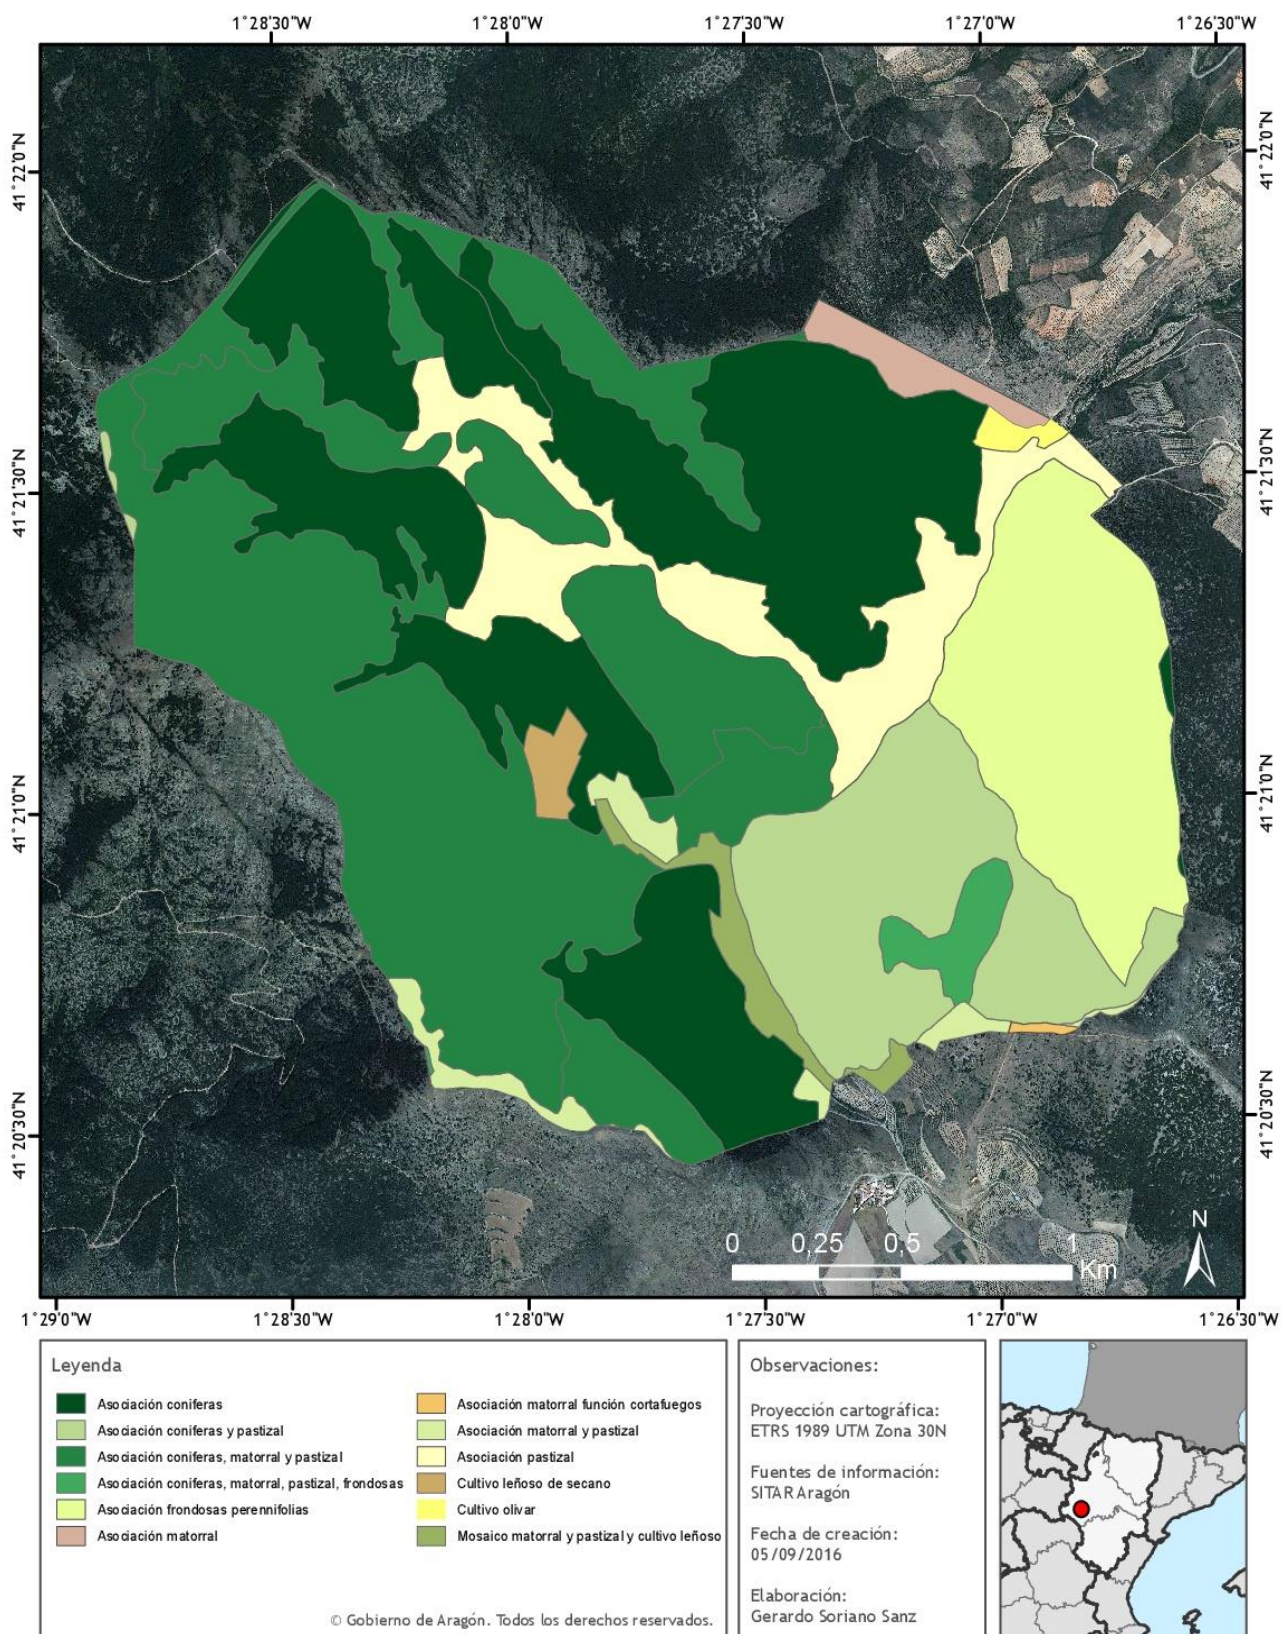 1°28'30"W 1°28'0"W 1°27'30"W 1°27'0"W 1°26'30"W
41°22'0"N 41°22'0"N
41°21'30"N 41°21'30"N
41°21'0"N 41°21'0"N
41°20'30"N 41°20'30"N
N
0 0,25 0,5 1
Km
1°29'0"W 1°28'30"W 1°28'0"W 1°27'30"W 1°27'0"W 1°26'30"W
Leyenda
Asociación coniferas
Asociación coniferas y pastizal
Asociación coniferas, matorral y pastizal
Asociación coniferas, matorral, pastizal, frondosas
Asociación frondosas perennifolias
Asociación matorral
Asociación matorral función cortafuegos
Asociación matorral y pastizal
Asociación pastizal
Cultivo leñoso de secano
Cultivo olivar
Mosaico matorral y pastizal y cultivo leñoso
© Gobierno de Aragón. Todos los derechos reservados.
Observaciones:
Proyección cartográfica:
ETRS 1989 UTM Zona 30N
Fuentes de información:
SITAR Aragón
Fecha de creación:
05/09/2016
Elaboración:
Gerardo Soriano Sanz